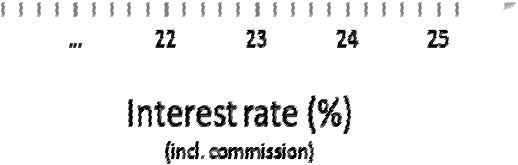 ... 22 23 24 25
Interest rate (%)
(incl. commission)